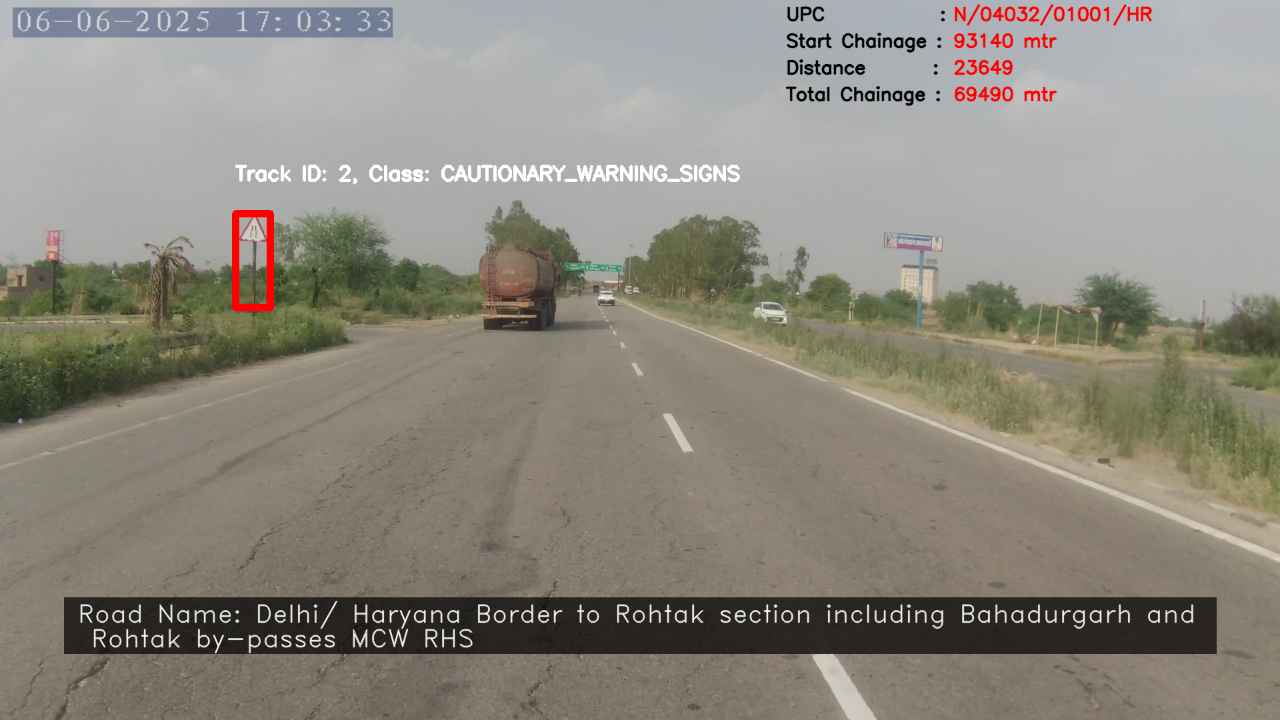 06-06-2025 17:03:33
UPC : N/04032/01001/HR
Start Chainage : 93140 mtr
Distance : 23649
Total Chainage : 69490 mtr
Track ID: 2, Class: CAUTIONARY_WARNING_SIGNS
Road Name: Delhi/ Haryana Border to Rohtak section including Bahadurgarh and
Rohtak by-passes MCW RHS